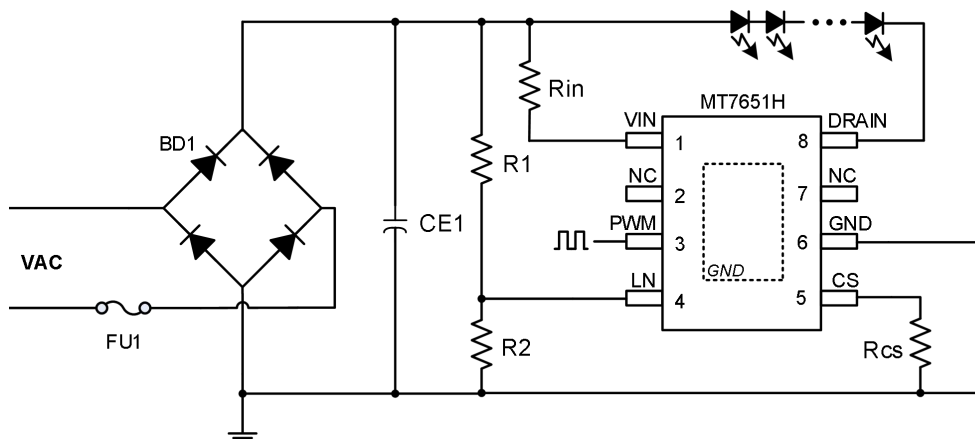 Rin
MT7651H
VIN
DRAIN
BD1
1
8
R1
NC
NC
2
7
CE1
PWM
GND
3
6
VAC
GND
LN
CS
4
5
FU1
R2
Rcs